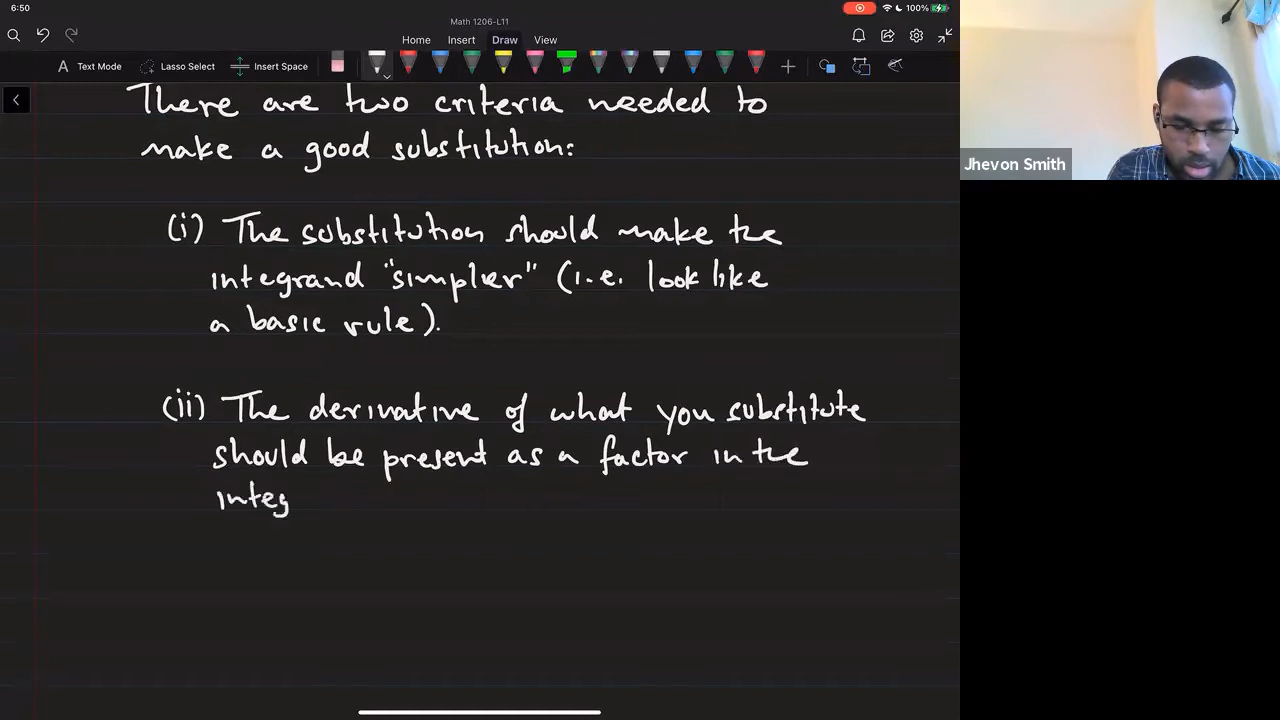 6:50
100%
Math 1206-L11
Home Insert Draw View
Text Mode Lasso Select Insert Space
There are two criteria needed to
make a good substitution:
(i) The substitution should make the
integrand "simpler" (i.e. look like
a basic rule).
(ii) The derivative of what you substitute
should be present as a factor in the
integ
Jhevon Smith